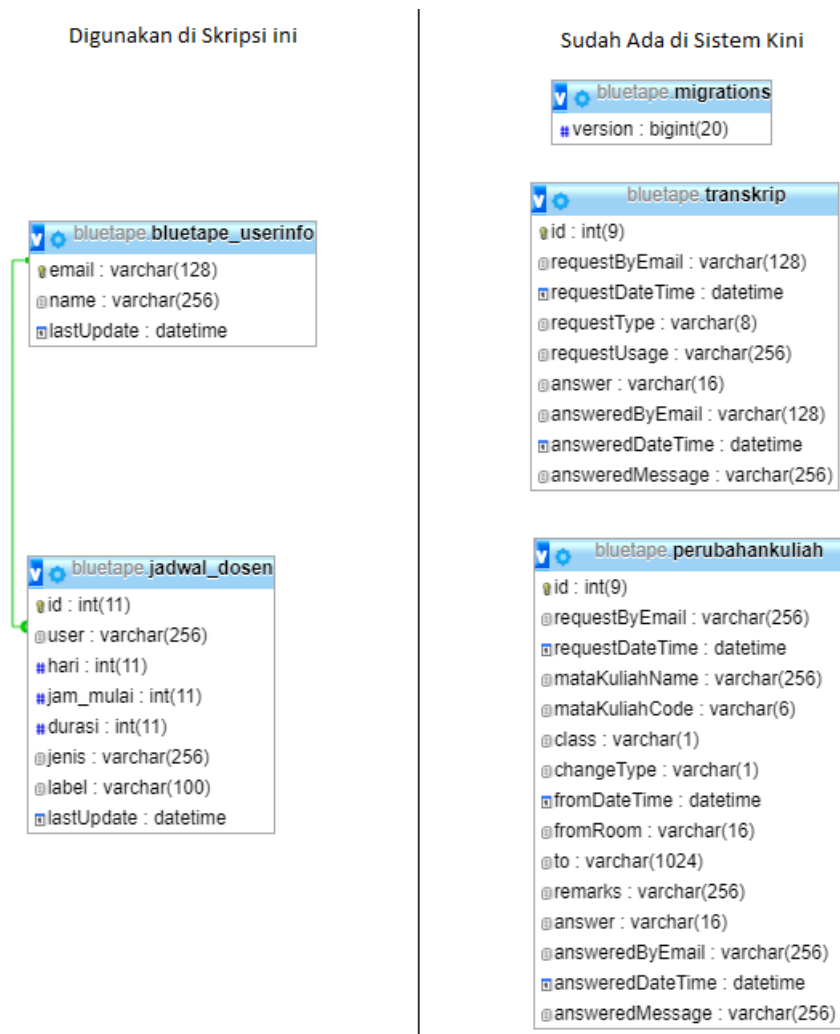 Digunakan di Skripsi ini
bluetape.bluetape_userinfo
email : varchar(128)
name : varchar(256)
lastUpdate : datetime
bluetape.jadwal_dosen
id : int(11)
user : varchar(256)
# hari : int(11)
# jam_mulai : int(11)
# durasi : int(11)
jenis : varchar(256)
label : varchar(100)
lastUpdate : datetime
Sudah Ada di Sistem Kini
bluetape.migrations
# version : bigint(20)
bluetape.transkrip
id : int(9)
requestByEmail : varchar(128)
requestDateTime : datetime
requestType : varchar(8)
requestUsage : varchar(256)
answer : varchar(16)
answeredByEmail : varchar(128)
answeredDateTime : datetime
answeredMessage : varchar(256)
bluetape.perubahankuliah
id : int(9)
requestByEmail : varchar(256)
requestDateTime : datetime
mataKuliahName : varchar(256)
mataKuliahCode : varchar(6)
class : varchar(1)
changeType : varchar(1)
fromDateTime : datetime
fromRoom : varchar(16)
to : varchar(1024)
remarks : varchar(256)
answer : varchar(16)
answeredByEmail : varchar(256)
answeredDateTime : datetime
answeredMessage : varchar(256)